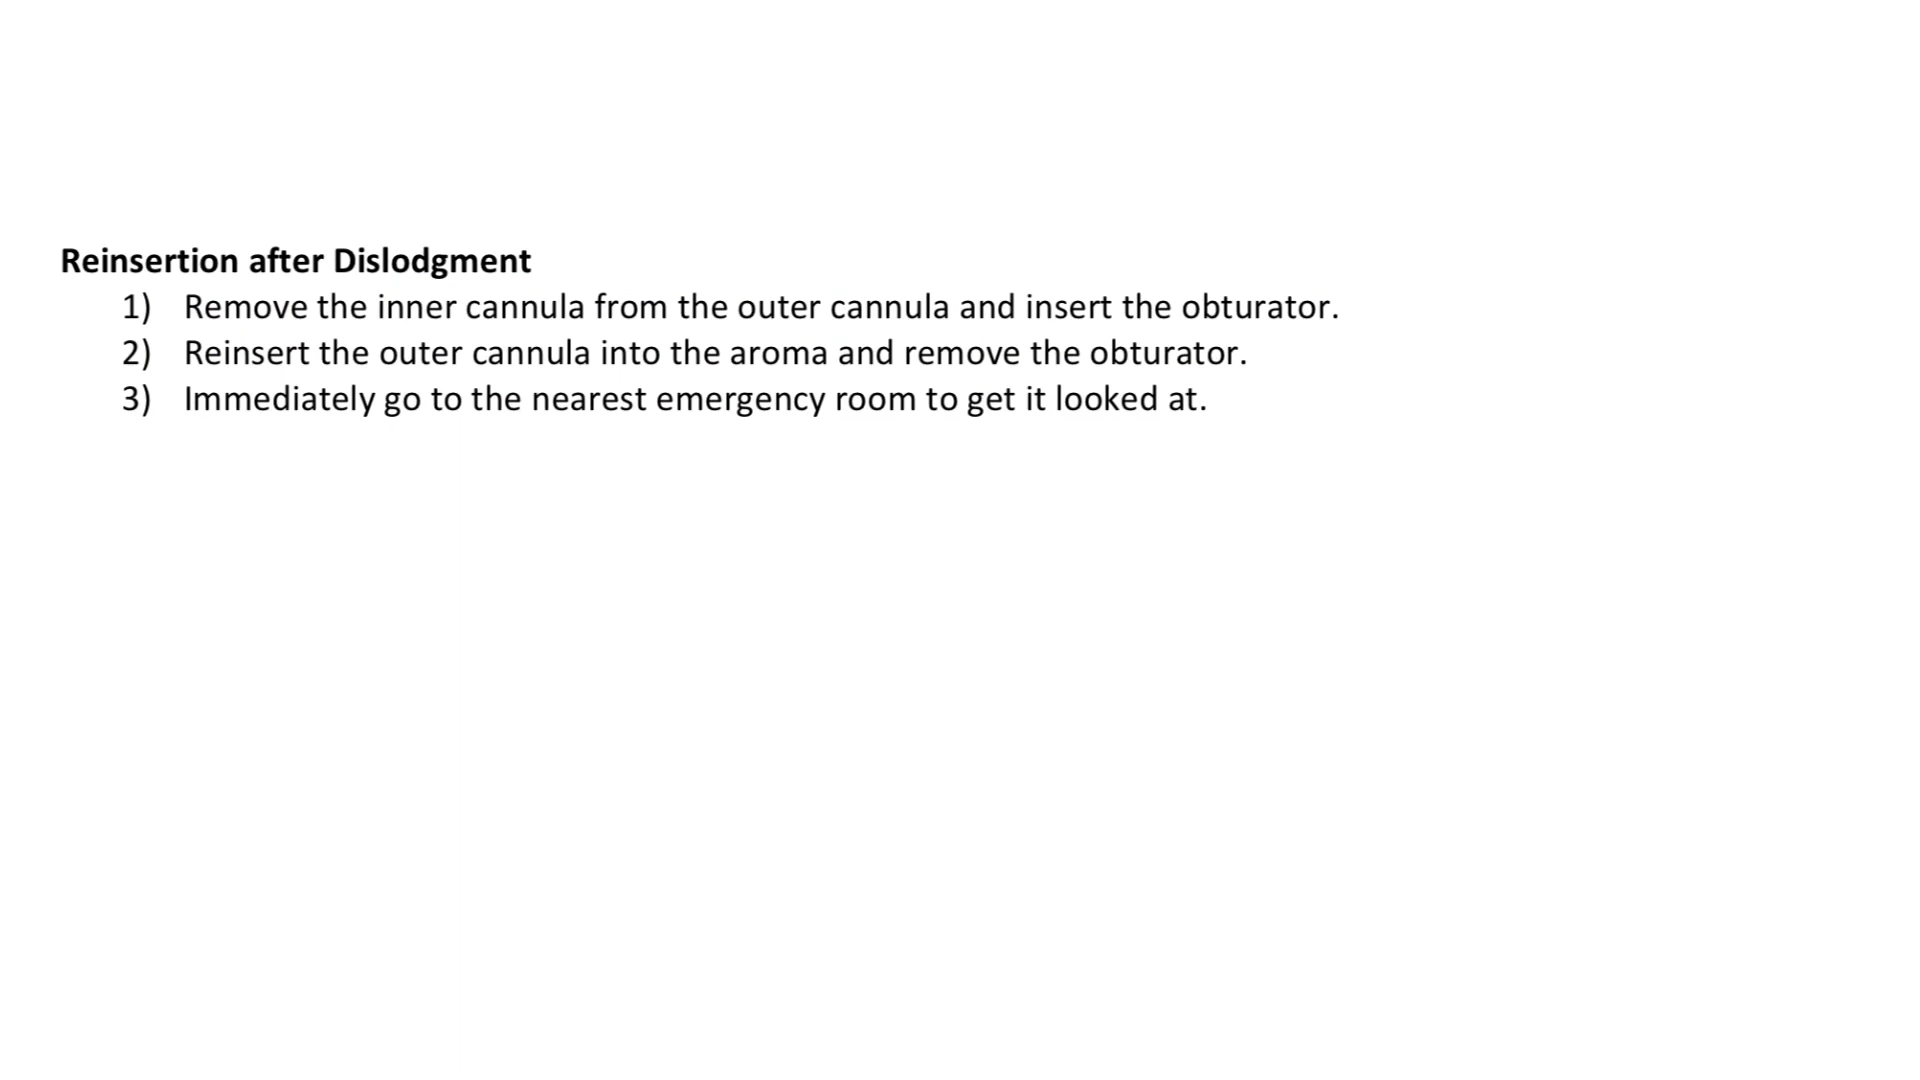 Reinsertion after Dislodgment
1) Remove the inner cannula from the outer cannula and insert the obturator.
2) Reinsert the outer cannula into the aroma and remove the obturator.
3) Immediately go to the nearest emergency room to get it looked at.